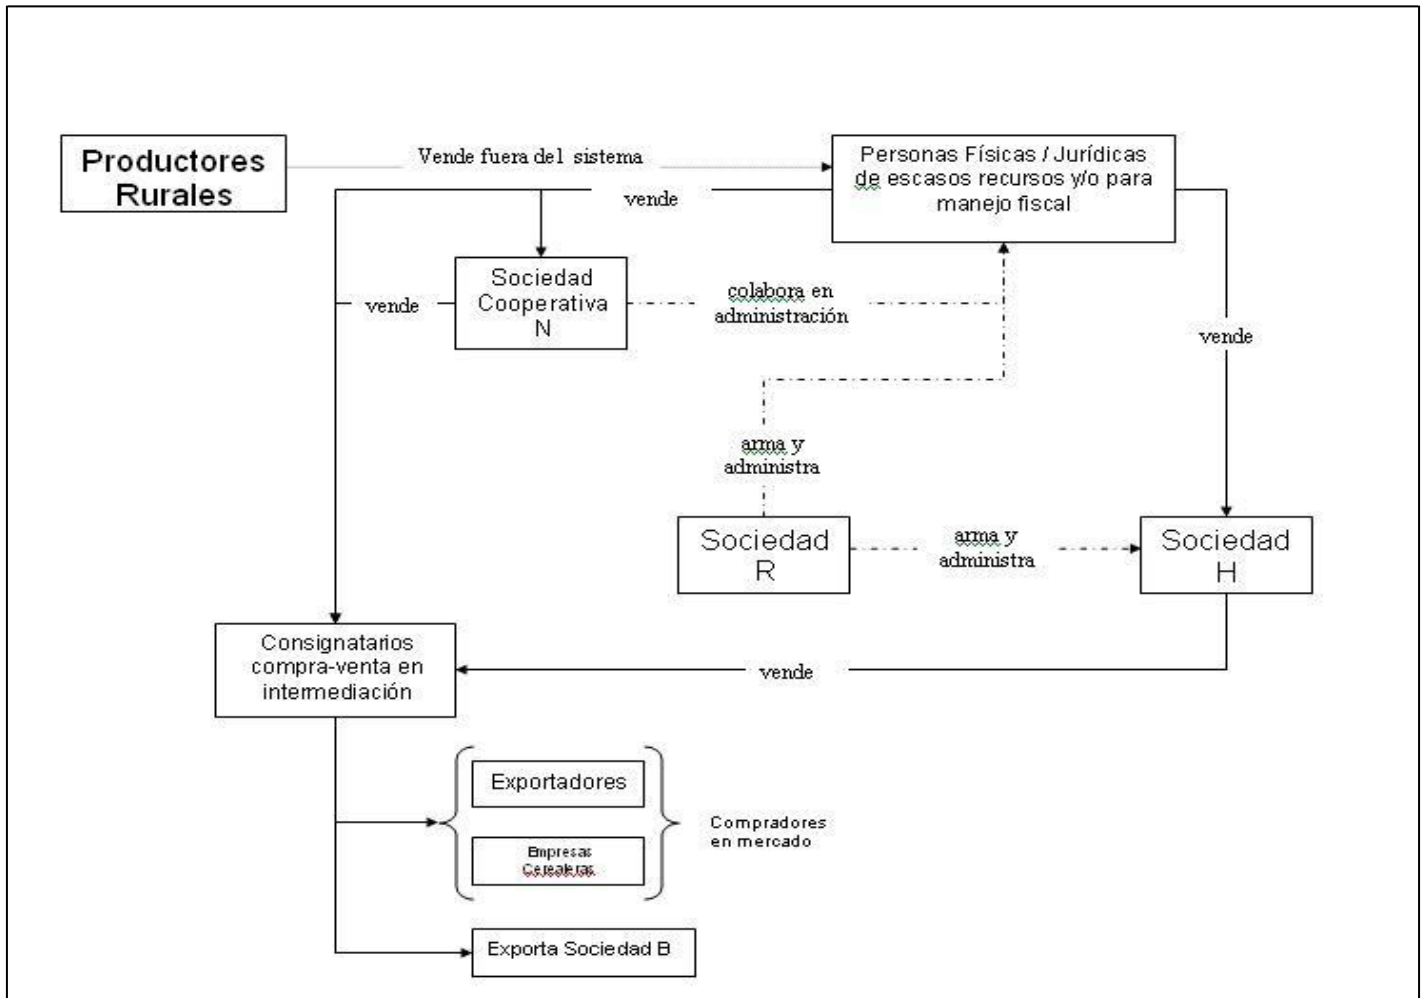 Productores
Rurales
Vende fuera del sistema
Personas Físicas / Jurídicas
de escasos recursos y/o para
manejo fiscal
vende
Sociedad
Cooperativa
N
vende
colabora en
administración
vende
arma y
administra
Sociedad
R
arma y
administra
Sociedad
H
Consignatarios
compra-venta en
intermediación
vende
Exportadores
Empresas
Cerealeras
Compradores
en mercado
Exporta Sociedad B